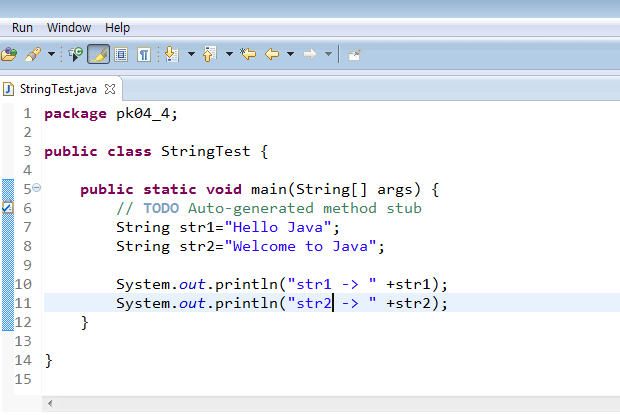 Run Window Help
StringTest.java
1 package pk04_4;
2
3 public class StringTest {
4
5 public static void main(String[] args) {
6 // TODO Auto-generated method stub
7 String str1="Hello Java";
8 String str2="Welcome to Java";
9
10 System.out.println("str1 -> " +str1);
11 System.out.println("str2 -> " +str2);
12 }
13
14 }
15